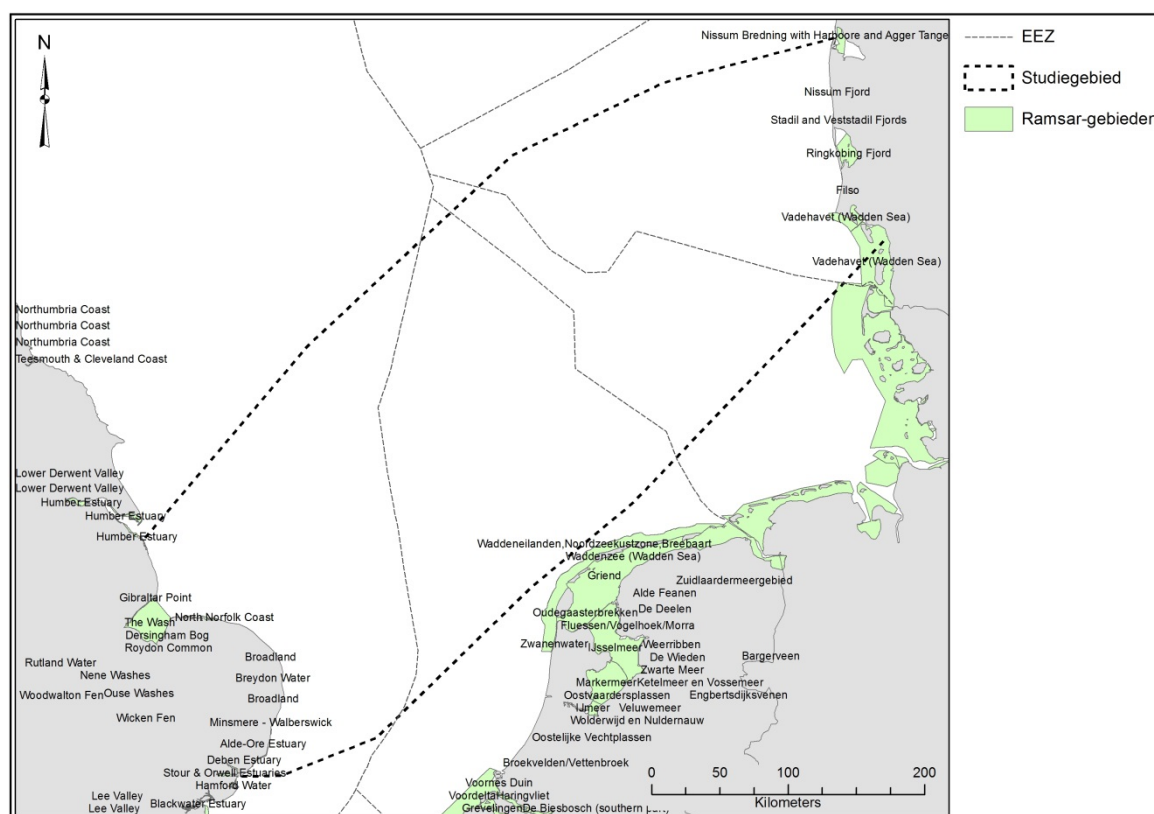 N
Nissum Bredning with Harboore and Agger Tange
Nissum Fjord
Stadil and Veststadil Fjords
Ringkobing Fjord
Filso
Vadehavet (Wadden Sea)
Vadehavet (Wadden Sea)
EEZ
Studiegebied
Ramsar-gebieden
Northumbria Coast
Northumbria Coast
Northumbria Coast
Teesmouth & Cleveland Coast
Lower Derwent Valley
Lower Derwent Valley
Humber Estuary
Humber Estuary
Humber Estuary
Gibraltar Point
The Wash
North Norfolk Coast
Dersingham Bog
Roydon Common
Rutland Water
Nene Washes
Woodwalton Fen
Ouse Washes
Wicken Fen
Broadland
Breydon Water
Broadland
Minsmere - Walberswick
Alde-Ore Estuary
Deben Estuary
Stour & Orwell Estuaries
Hamford Water
Lee Valley
Blackwater Estuary
Lee Valley
Waddeneilanden,Noordzeekustzone,Breebaart
Waddenzee (Wadden Sea)
Griend
Zuidlaardermeergebied
Alde Feanen
Oudegaasterbrekken
De Deelen
Fluessen/Vogelhoek/Morra
Zwanenwater
IJsselmeer
Weerribben
De Wieden
Bargerveen
Zwarte Meer
Markermeer
Ketelmeer en Vossemeer
Oostvaardersplassen
Engbertsdijksvenen
IJmeer
Veluwemeer
Wolderwijd en Nuldernauw
Oostelijke Vechtplassen
Broekvelden/Vettenbroek
Voornes Duin
Voordelta
Haringvliet
Grevelingen
De Biesbosch (southern part)
0 50 100 200
Kilometers